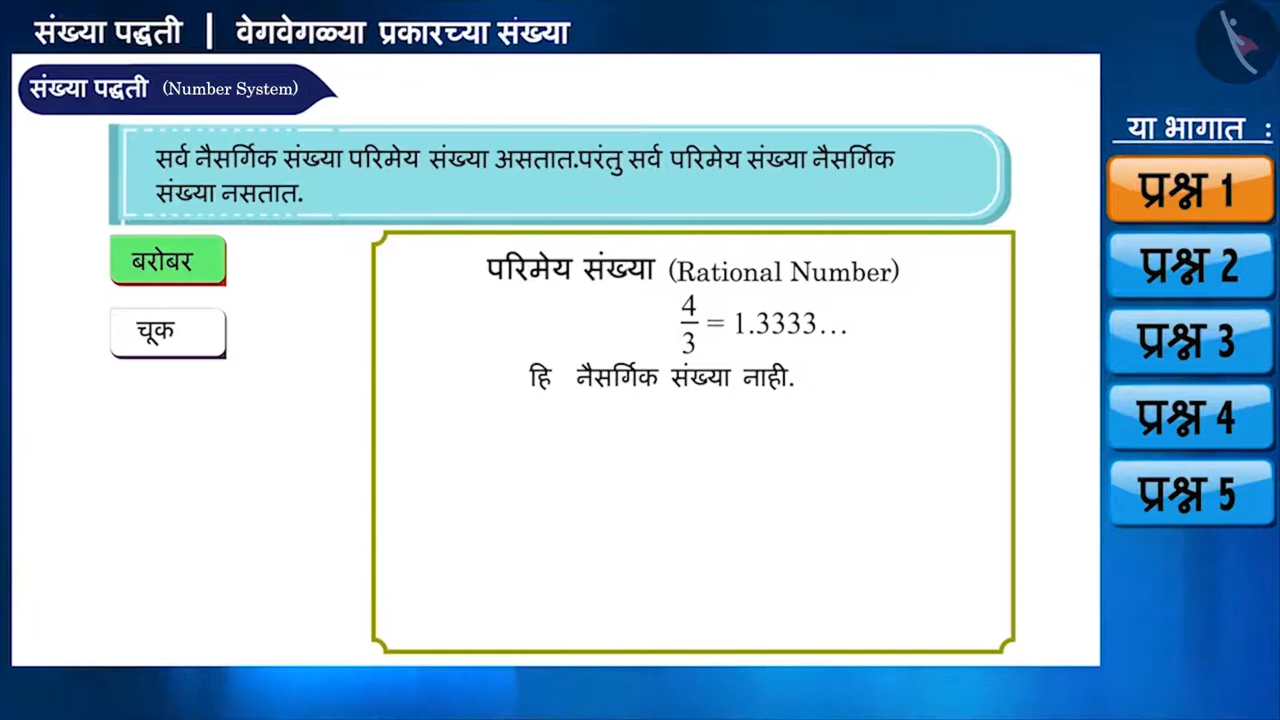 संख्या पद्धती | वेगवेगळ्या प्रकारच्या संख्या
संख्या पद्धती (Number System)
सर्व नैसर्गिक संख्या परिमेय संख्या असतात.परंतु सर्व परिमेय संख्या नैसर्गिक
संख्या नसतात.
बरोबर
चूक
परिमेय संख्या (Rational Number)
4/3 = 1.3333...
हि नैसर्गिक संख्या नाही.
या भागात :
प्रश्न 1
प्रश्न 2
प्रश्न 3
प्रश्न 4
प्रश्न 5